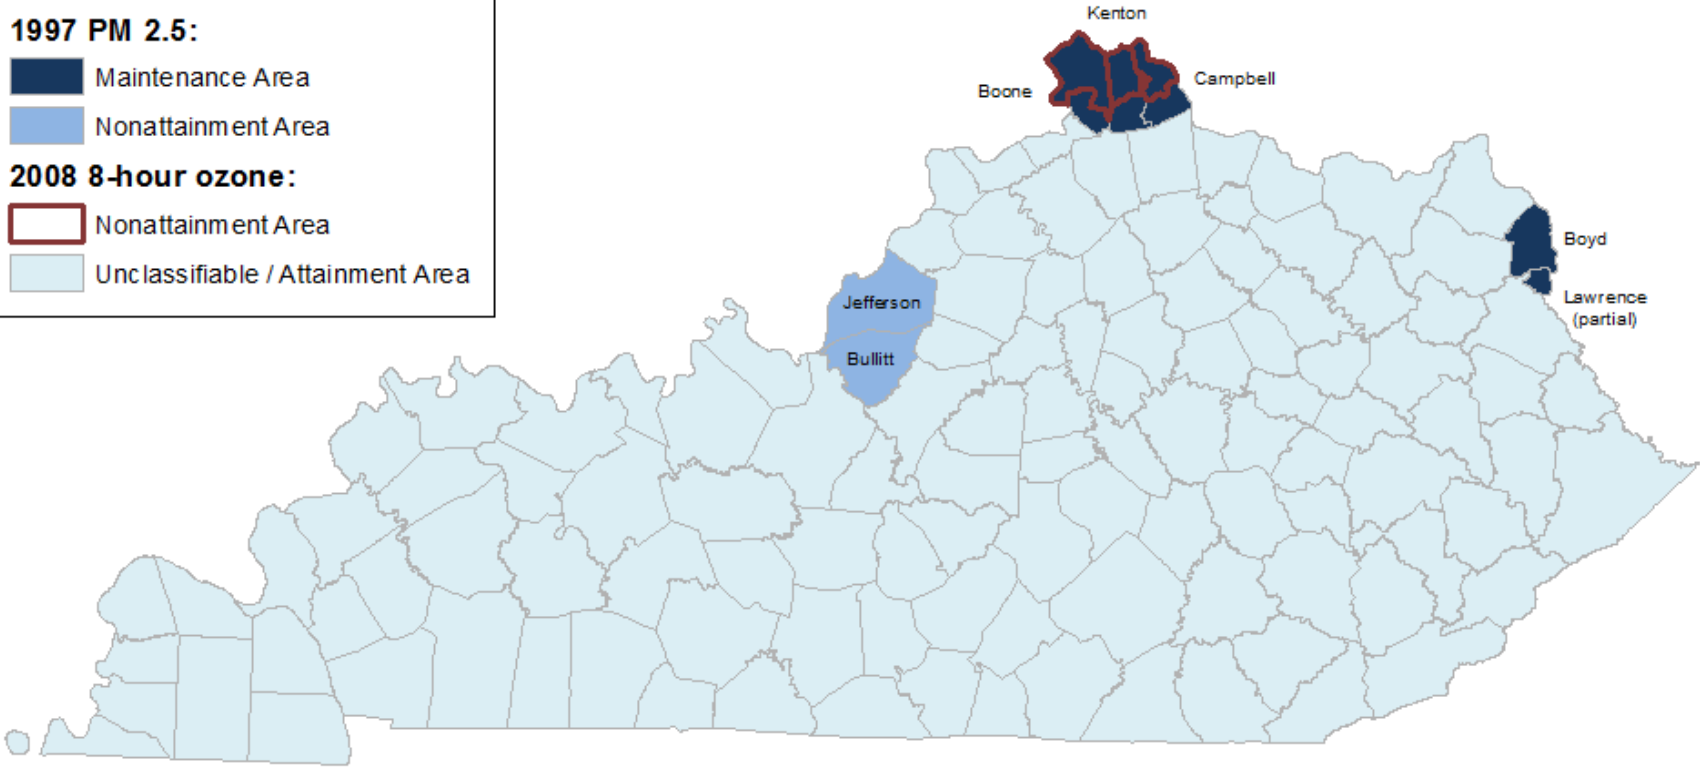 1997 PM 2.5:
Maintenance Area
Nonattainment Area
2008 8-hour ozone:
Nonattainment Area
Unclassifiable / Attainment Area
Kenton
Boone
Campbell
Boyd
Lawrence
(partial)
Jefferson
Bullitt